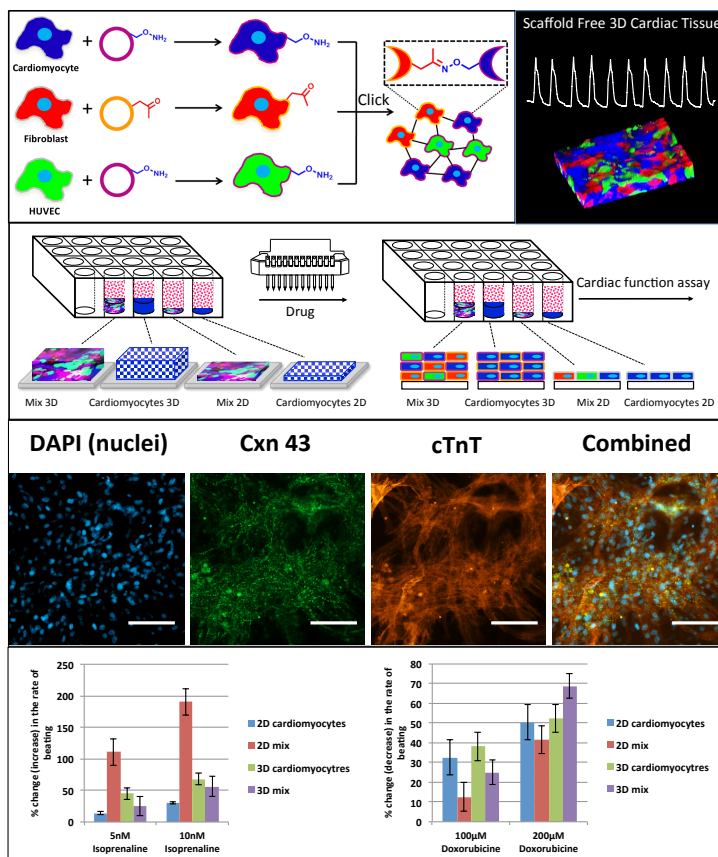 Cardiomyocyte
+
O
NH₂
O
NH₂
Fibroblast
+
O
O
HUVEC
+
O
NH₂
O
NH₂
Click
N
O
Scaffold Free 3D Cardiac Tissue
Drug
Cardiac function assay
Mix 3D
Cardiomyocytes 3D
Mix 2D
Cardiomyocytes 2D
Mix 3D
Cardiomyocytes 3D
Mix 2D
Cardiomyocytes 2D
DAPI (nuclei)
Cxn 43
cTnT
Combined
% change (increase) in the rate of
beating
250
200
150
100
50
0
5nM
Isoprenaline
10nM
Isoprenaline
2D cardiomyocytes
2D mix
3D cardiomyocytres
3D mix
% change (decrease) in the rate of
beating
80
70
60
50
40
30
20
10
0
100μM
Doxorubicine
200μM
Doxorubicine
2D cardiomyocytes
2D mix
3D cardiomyocytres
3D mix